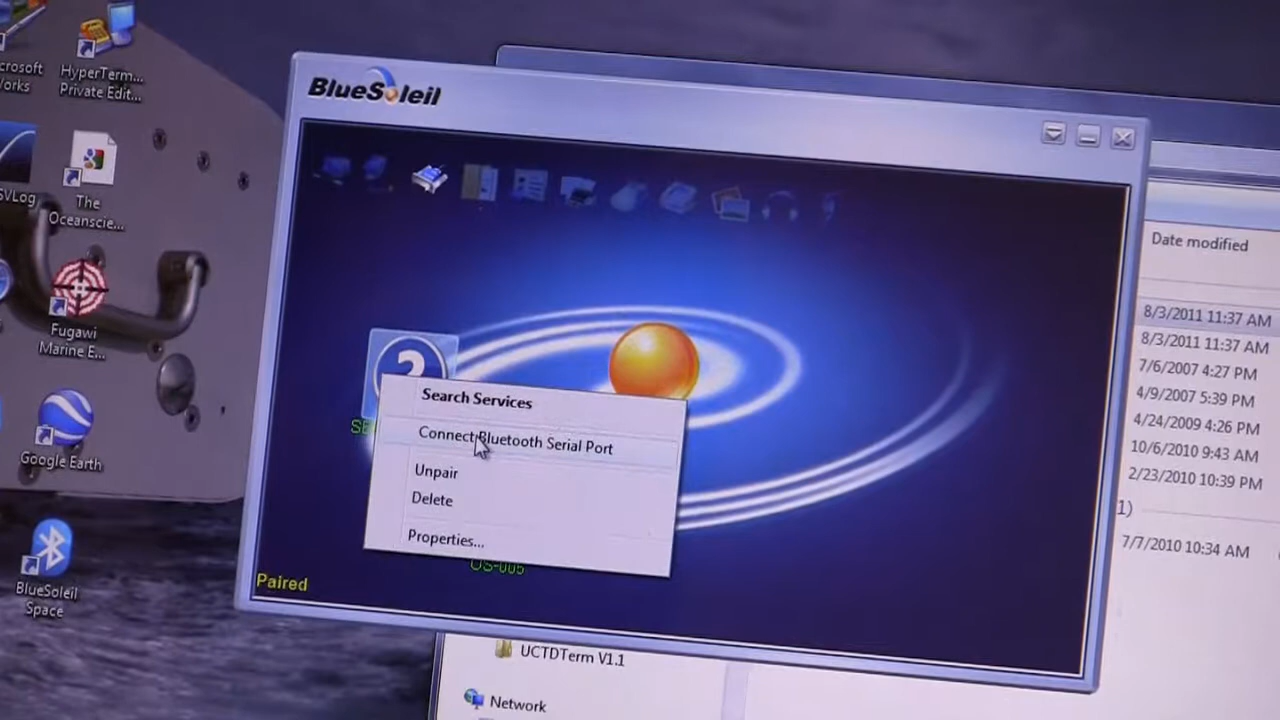 HyperTerm...
Private Edit...
The
Oceanscie...
SVLog
Fugawi
Marine E...
Google Earth
BlueSoleil
Space
BlueSoleil
Search Services
Connect Bluetooth Serial Port
Unpair
Delete
Properties...
Paired
UCTDTerm V1.1
Network
Date modified
8/3/2011 11:37 AM
8/3/2011 11:37 AM
7/6/2007 4:27 PM
4/9/2007 5:39 PM
4/24/2009 4:26 PM
10/6/2010 9:43 AM
2/23/2010 10:39 PM
1)
7/7/2010 10:34 AM